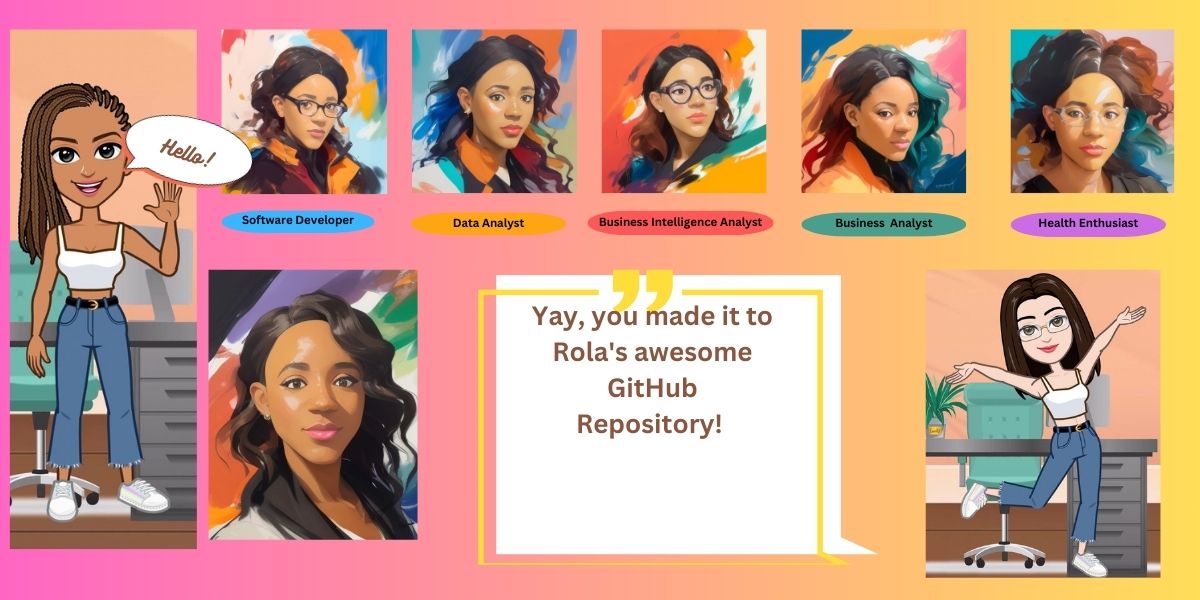 Hello!
Software Developer
Data Analyst
Business Intelligence Analyst
Business  Analyst
Health Enthusiast
Yay, you made it to
Rola's awesome
GitHub
Repository!